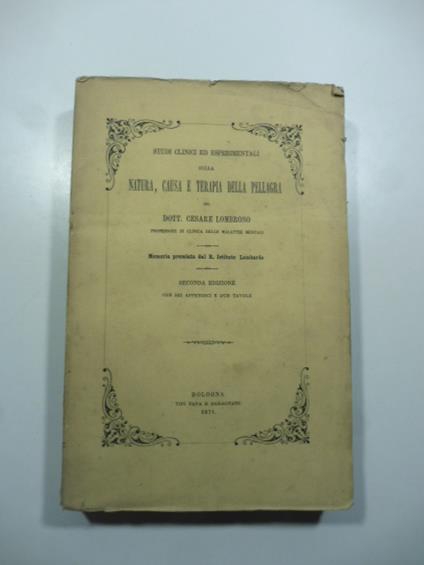 STUDI CLINICI ED ESPERIMENTALI
SULLA
NATURA, CAUSA E TERAPIA DELLA PELLAGRA
DEL
DOTT. CESARE LOMBROSO
PROFESSORE DI CLINICA DELLE MALATTIE MENTALI
Memoria premiata dal R. Istituto Lombardo
SECONDA EDIZIONE
CON SEI APPENDICI E DUE TAVOLE
BOLOGNA
TIPI FAVA E GARAGNANI
1871.